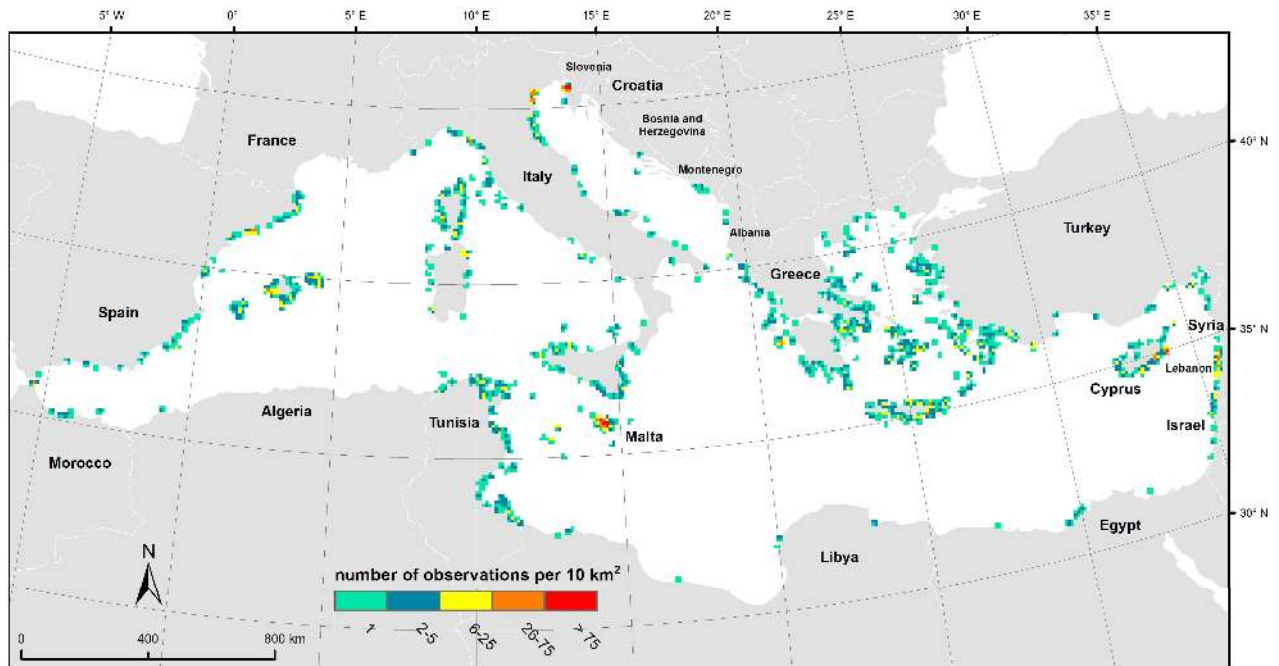 5° W 0° 5° E 10° E 15° E 20° E 25° E 30° E 35° E
Slovenia
Croatia
Bosnia and
Herzegovina
France
40° N
Italy
Montenegro
Turkey
Albania
Greece
Spain
Syria
35° N
Lebanon
Cyprus
Algeria
Tunisia
Malta
Israel
Morocco
30° N
Egypt
N
Libya
number of observations per 10 km²
1 2-5 6-25 26-75 > 75
0 400 800 km